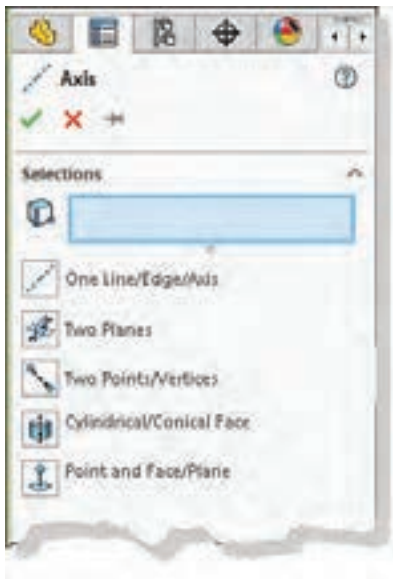 Axis
Selections
One Line/Edge/Axis
Two Planes
Two Points/Vertices
Cylindrical/Conical Face
Point and Face/Plane